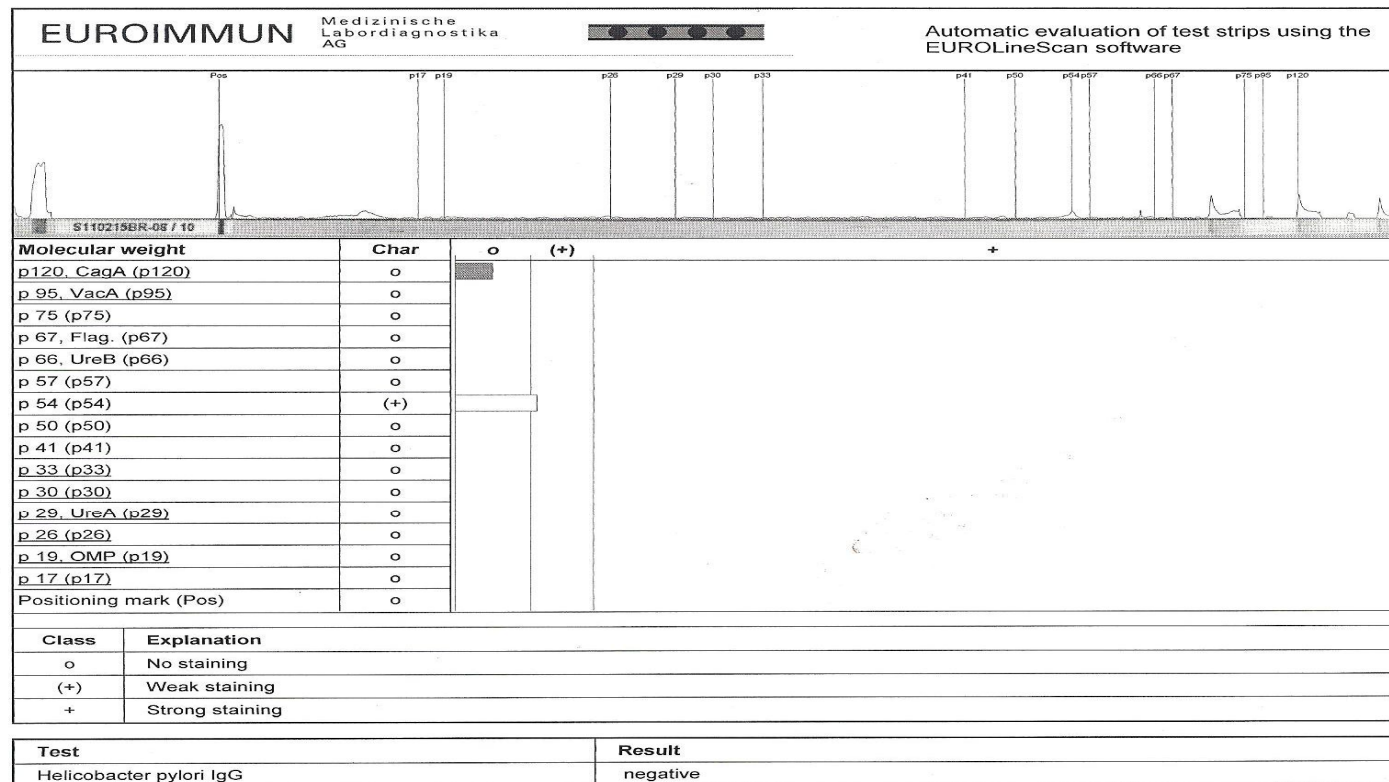 EUROIMMUN
Medizinische
Labordiagnostika
AG
Automatic evaluation of test strips using the
EUROLineScan software
Pos p17 p19 p26 p29 p30 p33 p41 p50 p54 p57 p66 p67 p75 p95 p120
S110215BR-08 / 10
Molecular weight Char o (+) +
p120, CagA (p120) o
p 95, VacA (p95) o
p 75 (p75) o
p 67, Flag. (p67) o
p 66, UreB (p66) o
p 57 (p57) o
p 54 (p54) (+)
p 50 (p50) o
p 41 (p41) o
p 33 (p33) o
p 30 (p30) o
p 29, UreA (p29) o
p 26 (p26) o
p 19, OMP (p19) o
p 17 (p17) o
Positioning mark (Pos) o
Class Explanation
o No staining
(+) Weak staining
+ Strong staining
Test Result
Helicobacter pylori IgG negative